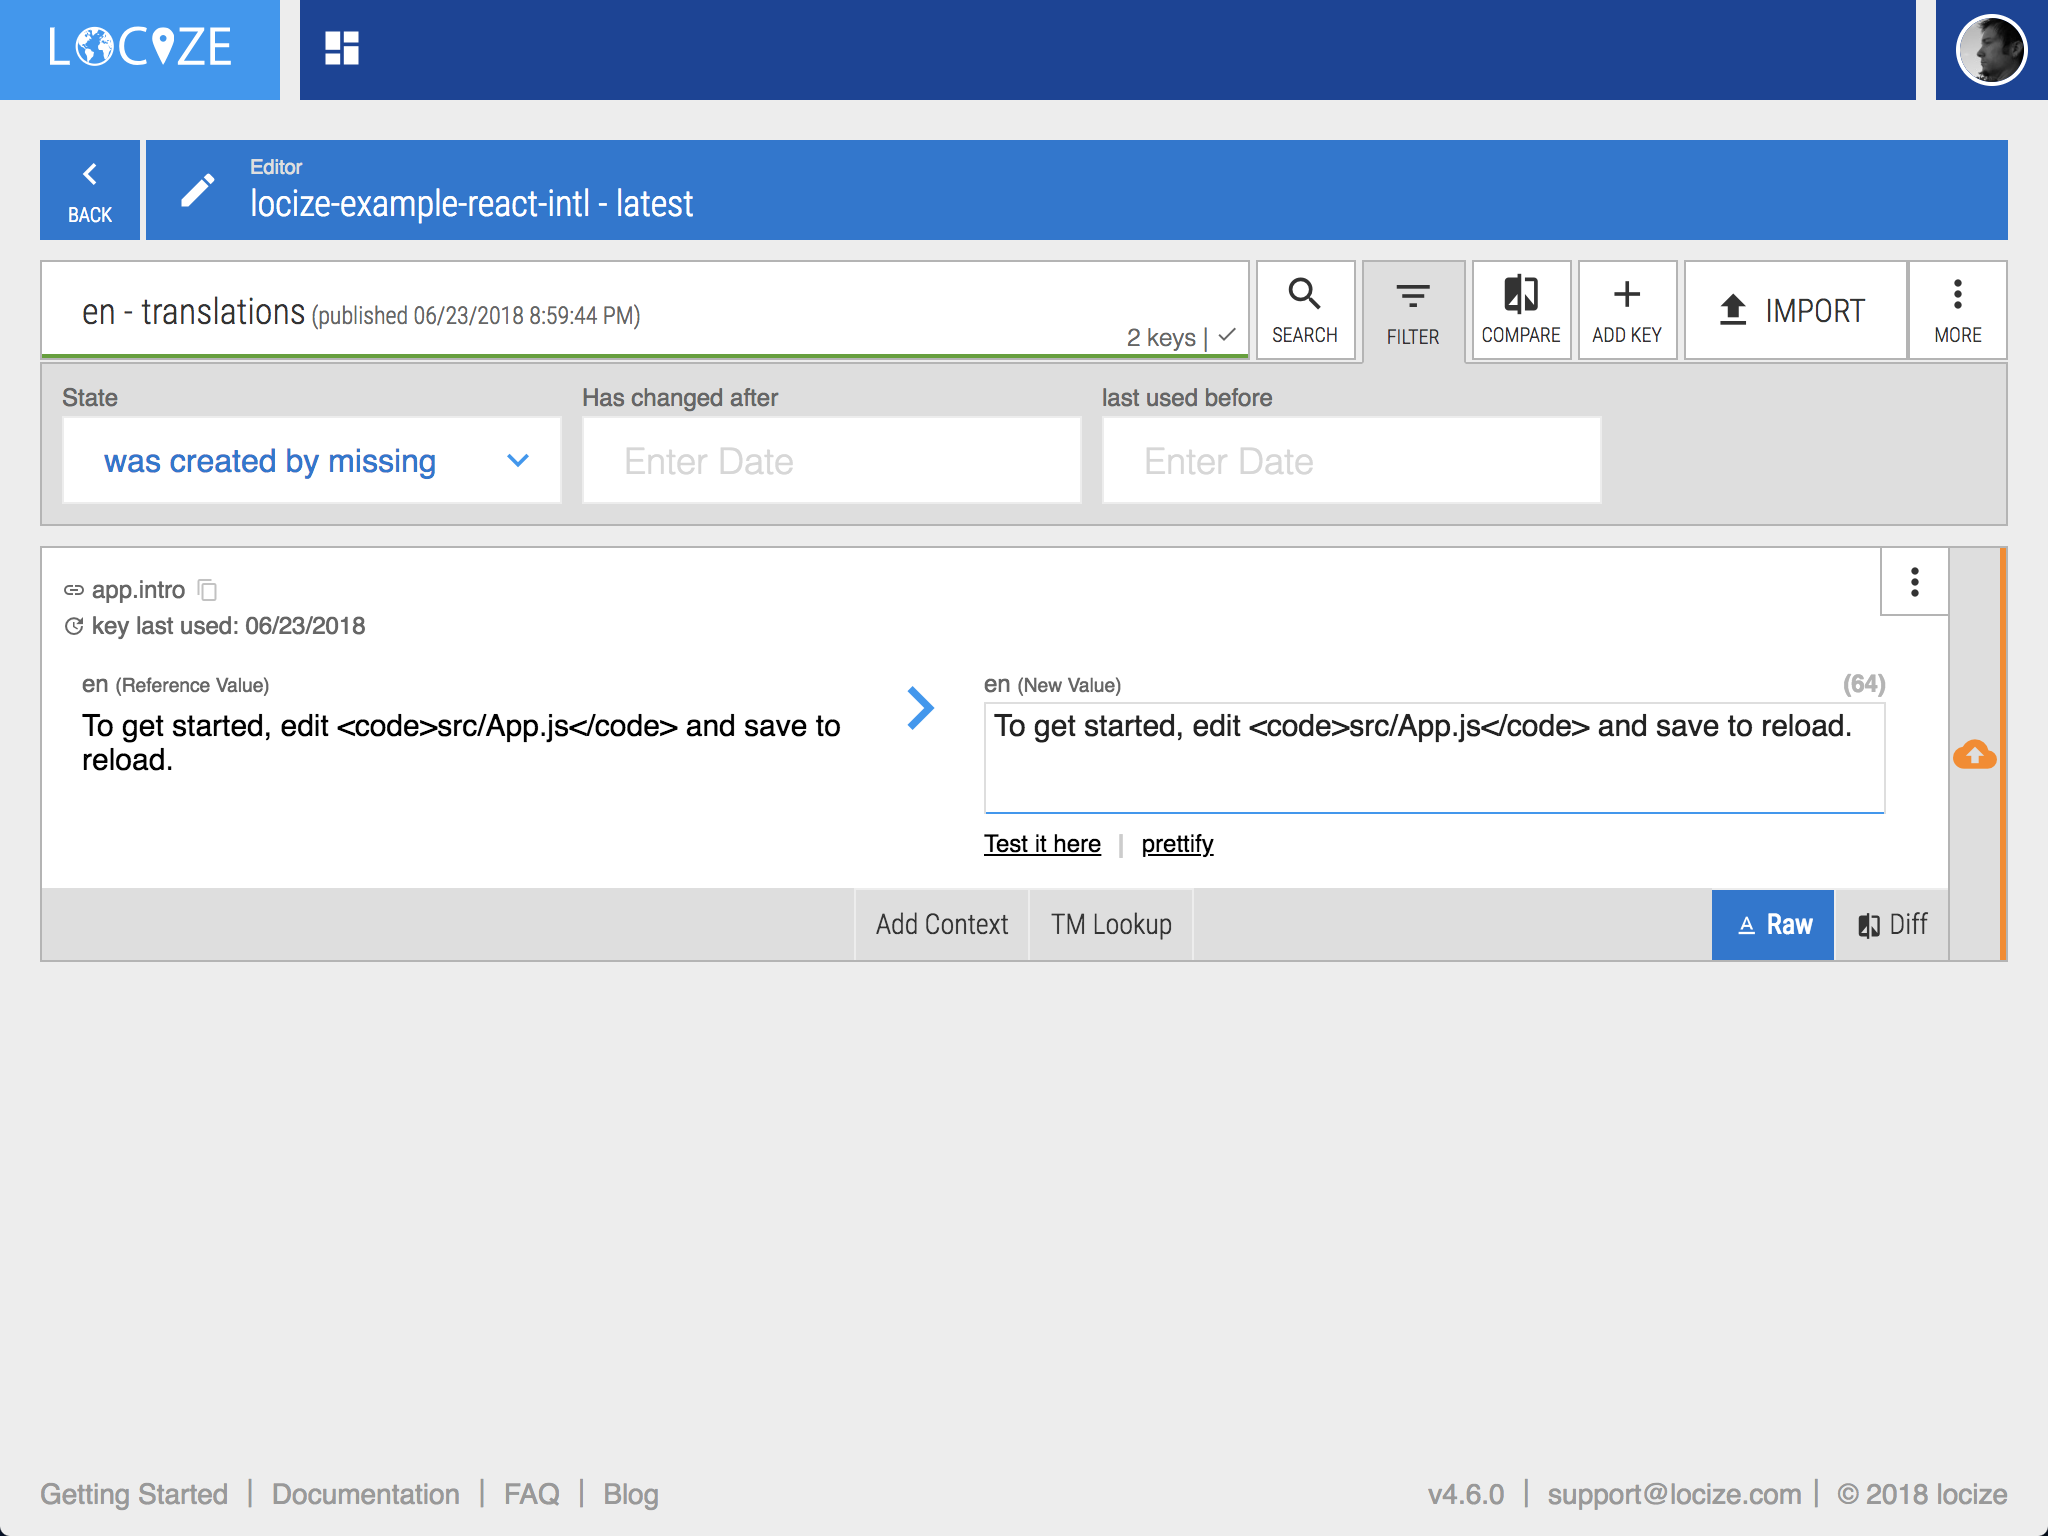 LOCIZE
BACK
Editor
locize-example-react-intl - latest
en - translations (published 06/23/2018 8:59:44 PM)
2 keys |
SEARCH
FILTER
COMPARE
ADD KEY
IMPORT
MORE
State
Has changed after
last used before
was created by missing
Enter Date
Enter Date
app.intro
key last used: 06/23/2018
en (Reference Value)
To get started, edit <code>src/App.js</code> and save to
reload.
en (New Value)
(64)
To get started, edit <code>src/App.js</code> and save to reload.
Test it here | prettify
Add Context
TM Lookup
A Raw
Diff
Getting Started | Documentation | FAQ | Blog
v4.6.0 | support@locize.com | © 2018 locize